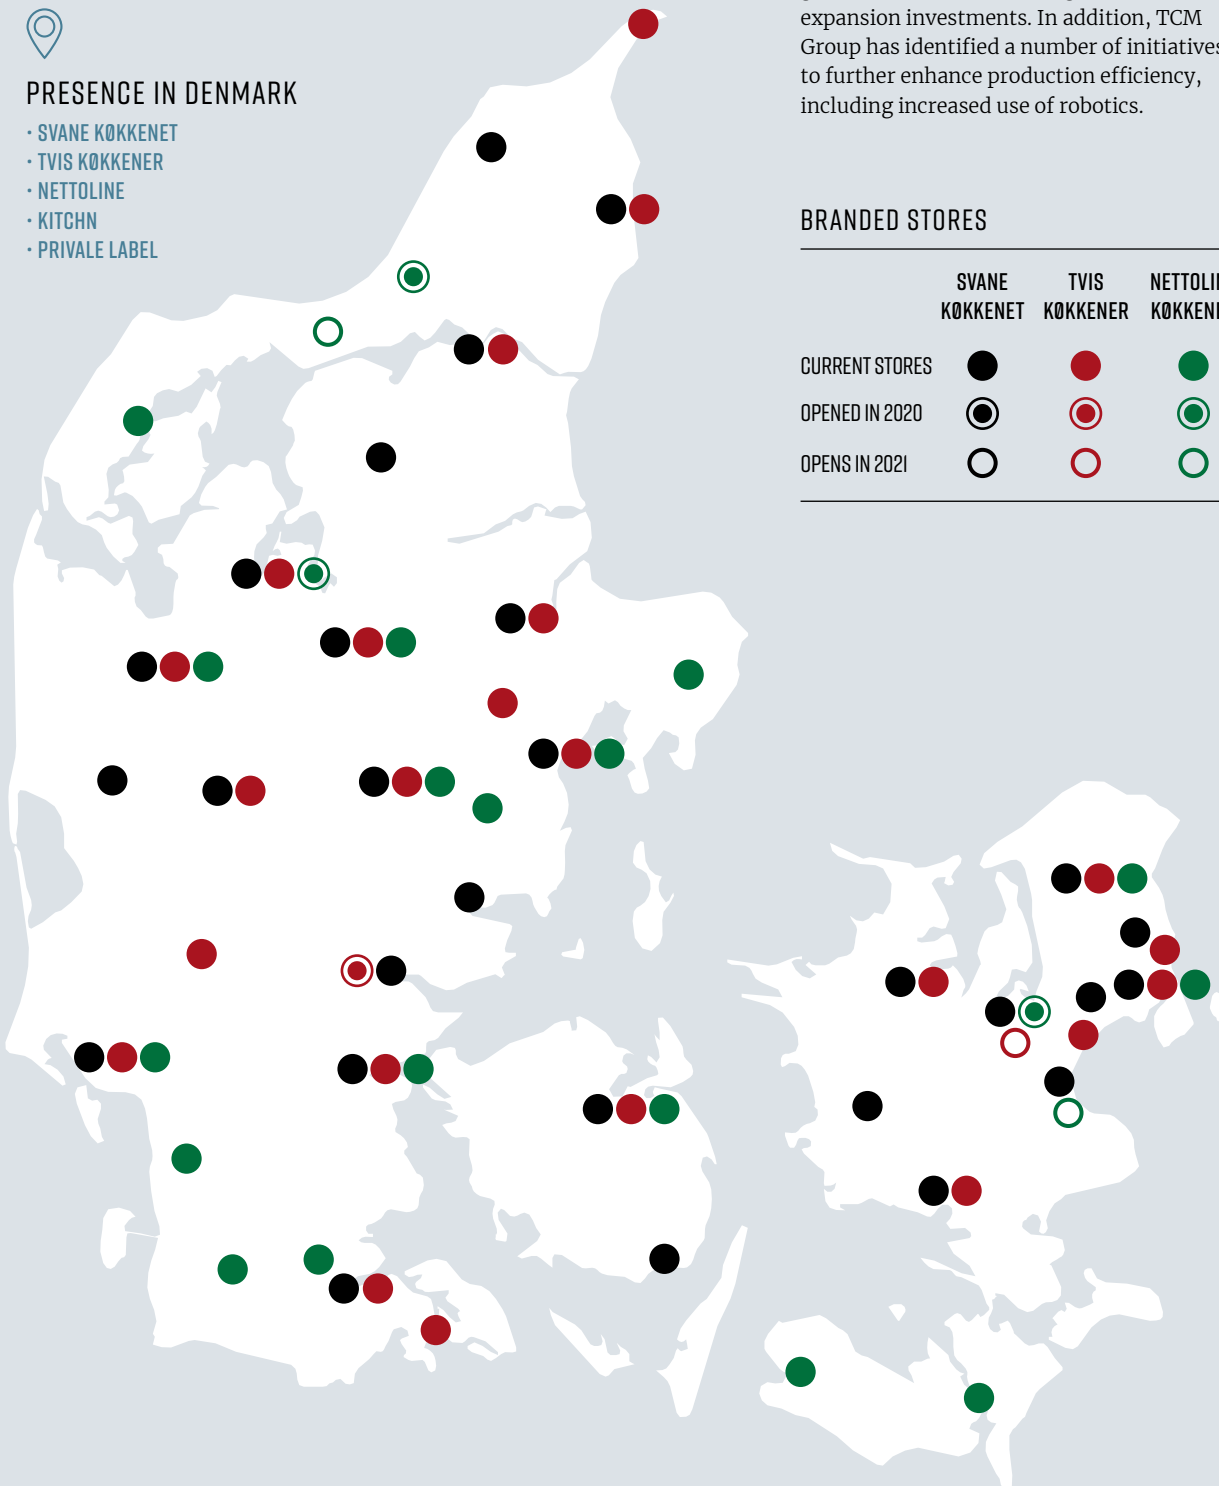 PRESENCE IN DENMARK
· SVANE KØKKENET
· TVIS KØKKENER
· NETTOLINE
· KITCHN
· PRIVALE LABEL
expansion investments. In addition, TCM
Group has identified a number of initiatives
to further enhance production efficiency,
including increased use of robotics.
BRANDED STORES
SVANE TVIS
KØKKENET KØKKENER
CURRENT STORES
OPENED IN 2020
OPENS IN 2021